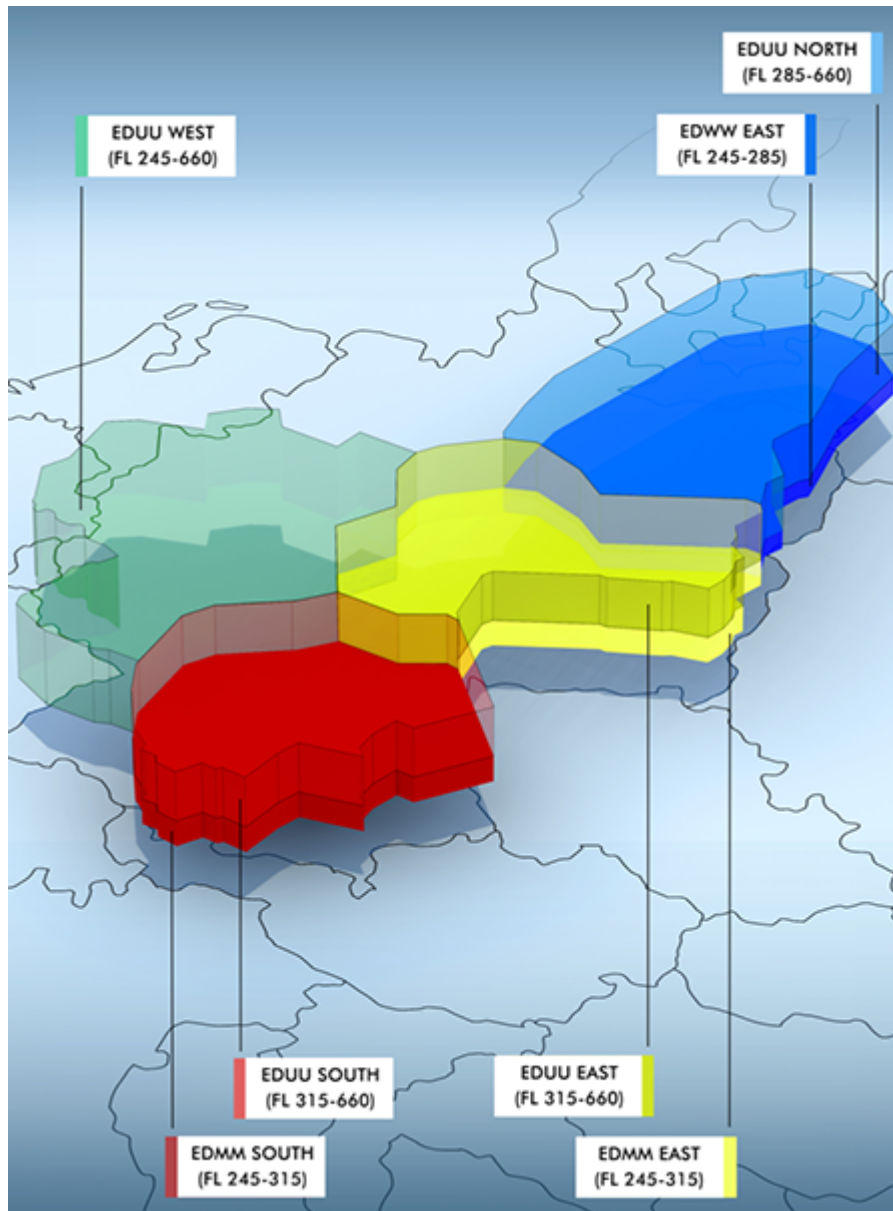 EDUU NORTH
(FL 285-660)
EDUU WEST
(FL 245-660)
EDWW EAST
(FL 245-285)
EDUU SOUTH
(FL 315-660)
EDUU EAST
(FL 315-660)
EDMM SOUTH
(FL 245-315)
EDMM EAST
(FL 245-315)